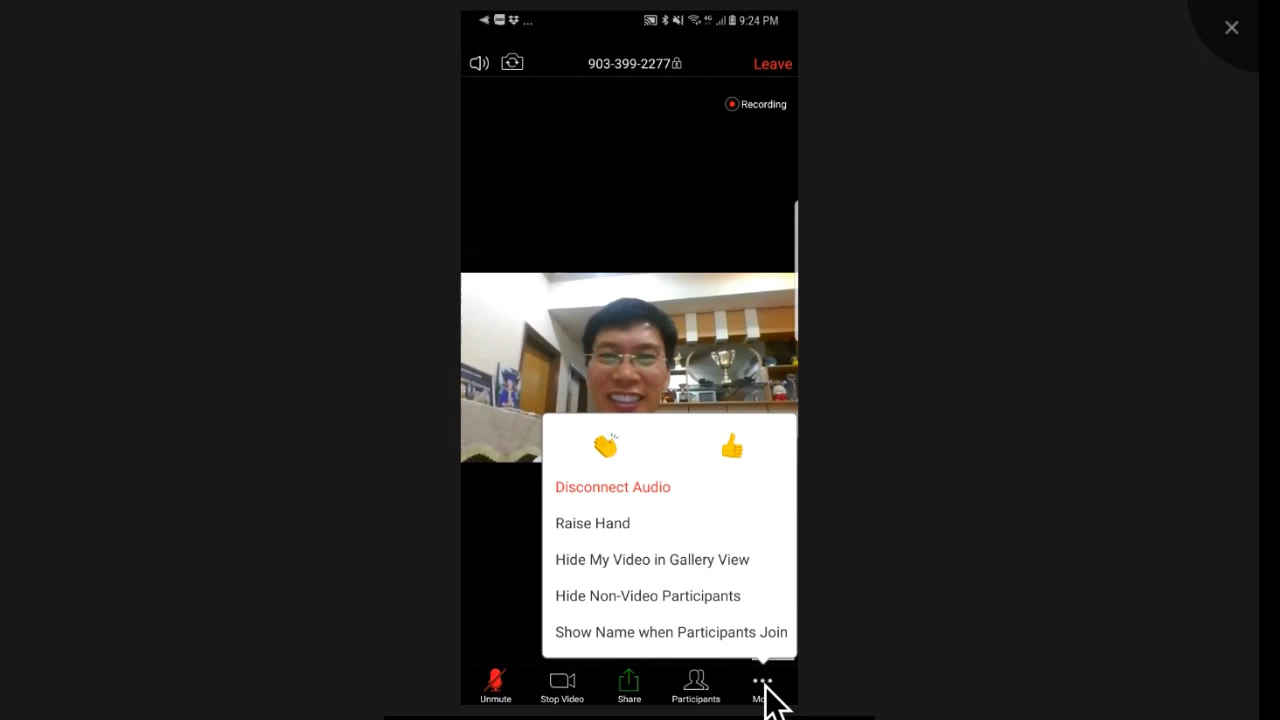 ... 4G 9:24 PM
903-399-2277 Leave
Recording
Disconnect Audio
Raise Hand
Hide My Video in Gallery View
Hide Non-Video Participants
Show Name when Participants Join
Unmute Stop Video Share Participants